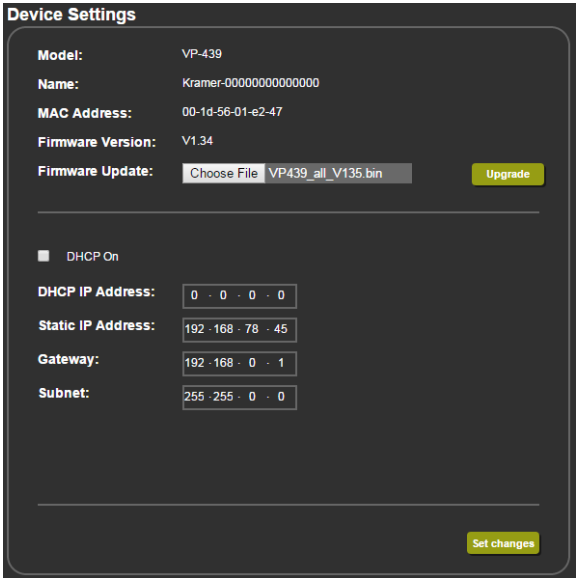 Device Settings
Model: VP-439
Name: Kramer-00000000000000
MAC Address: 00-1d-56-01-e2-47
Firmware Version: V1.34
Firmware Update: Choose File VP439_all_V135.bin Upgrade
DHCP On
DHCP IP Address: 0 · 0 · 0 · 0
Static IP Address: 192 · 168 · 78 · 45
Gateway: 192 · 168 · 0 · 1
Subnet: 255 · 255 · 0 · 0
Set changes